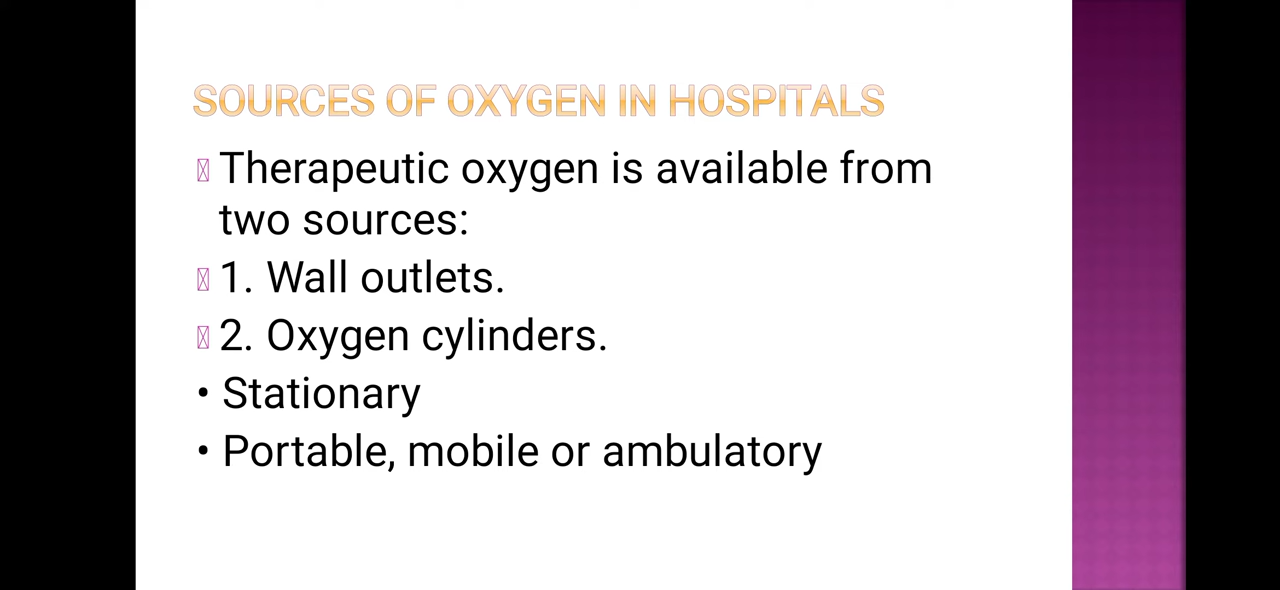 SOURCES OF OXYGEN IN HOSPITALS
Therapeutic oxygen is available from
two sources:
1. Wall outlets.
2. Oxygen cylinders.
• Stationary
• Portable, mobile or ambulatory